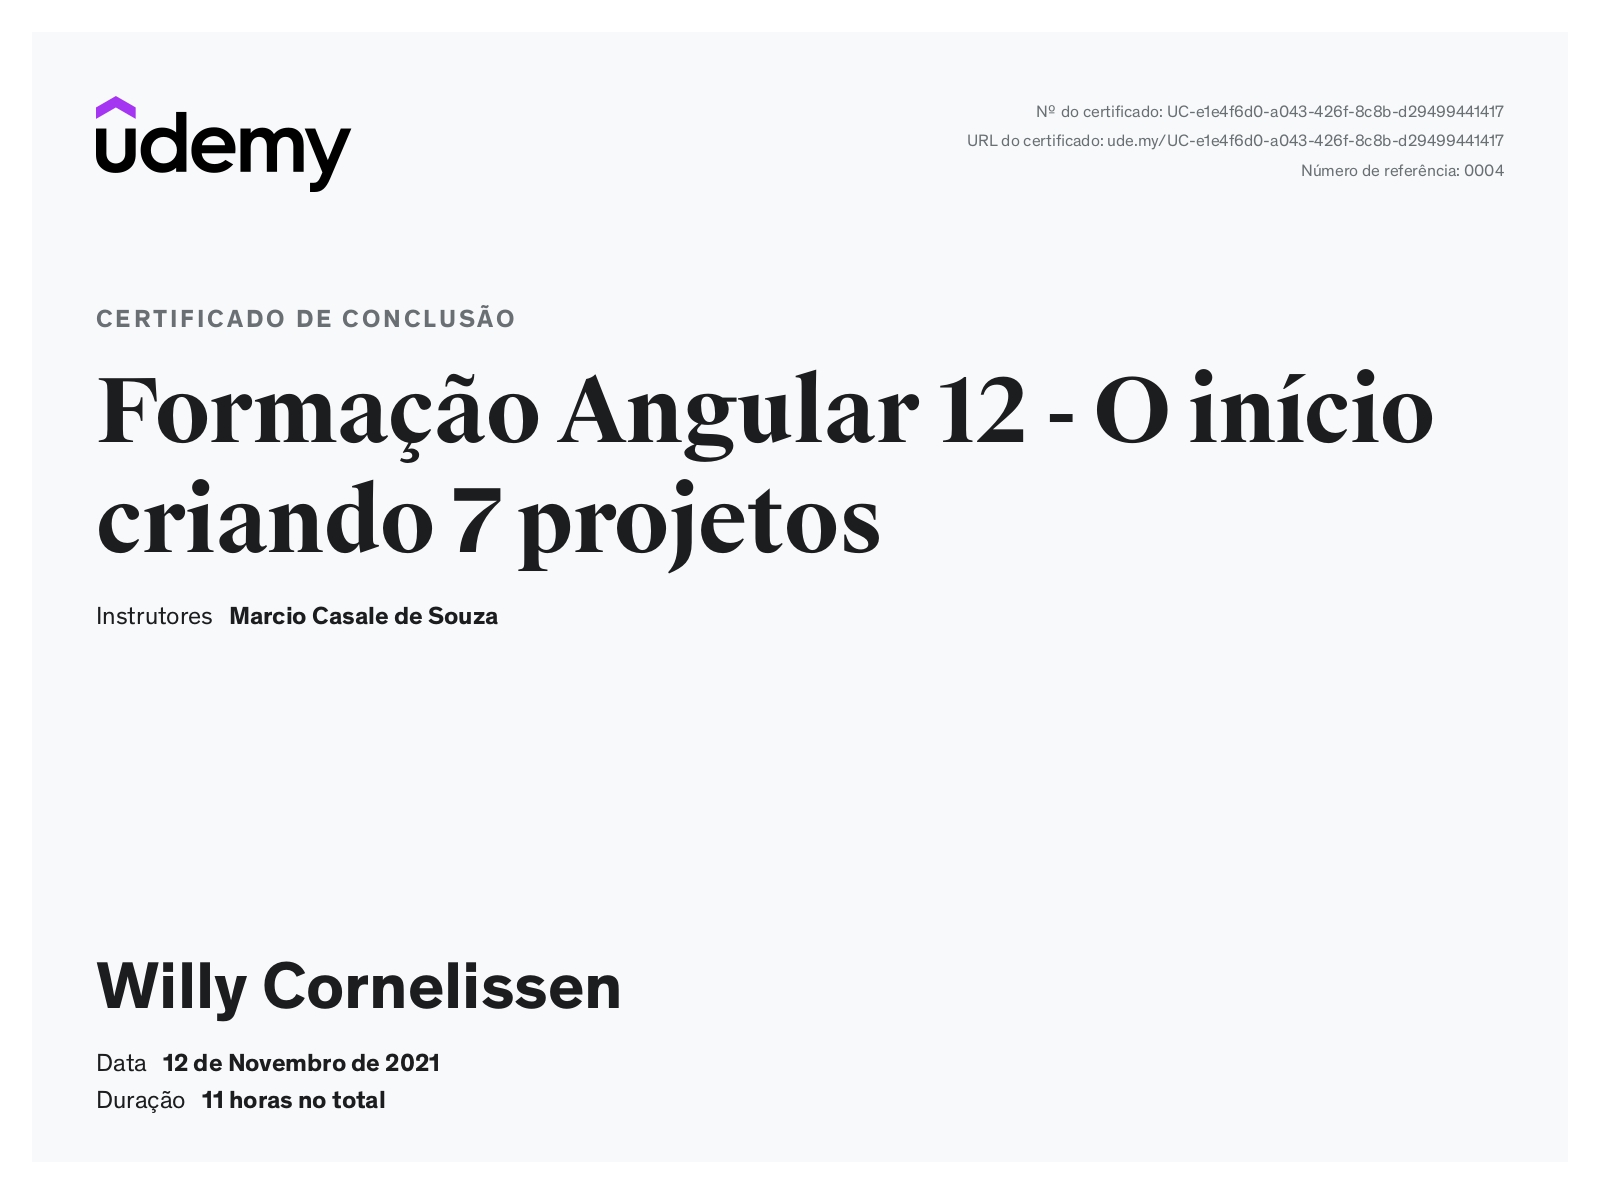 udemy
Nº do certificado: UC-e1e4f6d0-a043-426f-8c8b-d29499441417
URL do certificado: ude.my/UC-e1e4f6d0-a043-426f-8c8b-d29499441417
Número de referência: 0004
CERTIFICADO DE CONCLUSÃO
Formação Angular 12 - O início
criando 7 projetos
Instrutores Marcio Casale de Souza
Willy Cornelissen
Data 12 de Novembro de 2021
Duração 11 horas no total